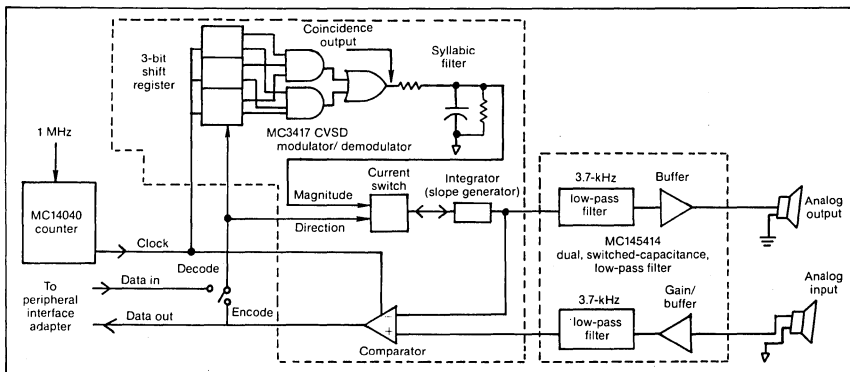 Coincidence
output
3-bit
shift
register
Syllabic
filter
MC3417 CVSD
modulator/ demodulator
1 MHz
MC14040
counter
Clock
Magnitude
Direction
Current
switch
Integrator
(slope generator)
3.7-kHz
low-pass
filter
Buffer
Analog
output
MC145414
dual, switched-capacitance,
low-pass filter
Decode
To
peripheral
interface
adapter
Data in
Data out
Encode
−
+
Comparator
3.7-kHz
low-pass
filter
Gain/
buffer
Analog
input